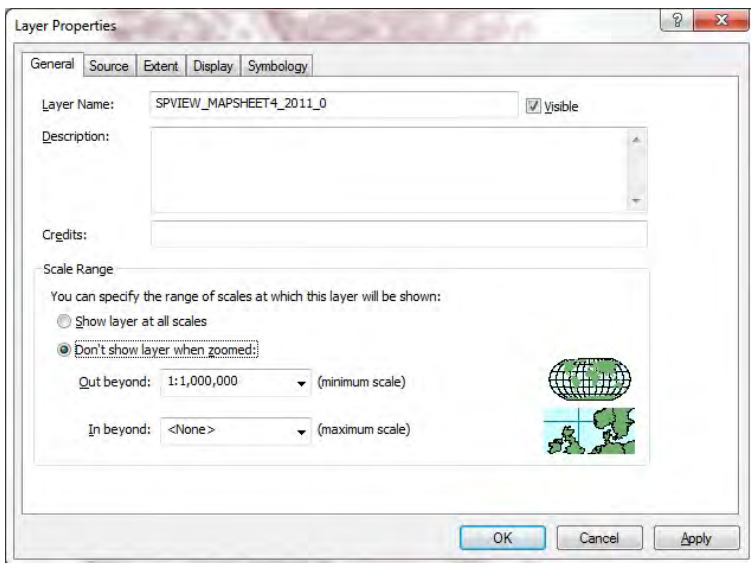 Layer Properties
General Source Extent Display Symbology
Layer Name: SPVIEW_MAPSHEET4_2011_0 Visible
Description:
Credits:
Scale Range
You can specify the range of scales at which this layer will be shown:
Show layer at all scales
Don't show layer when zoomed:
Out beyond: 1:1,000,000 (minimum scale)
In beyond: <None> (maximum scale)
OK Cancel Apply